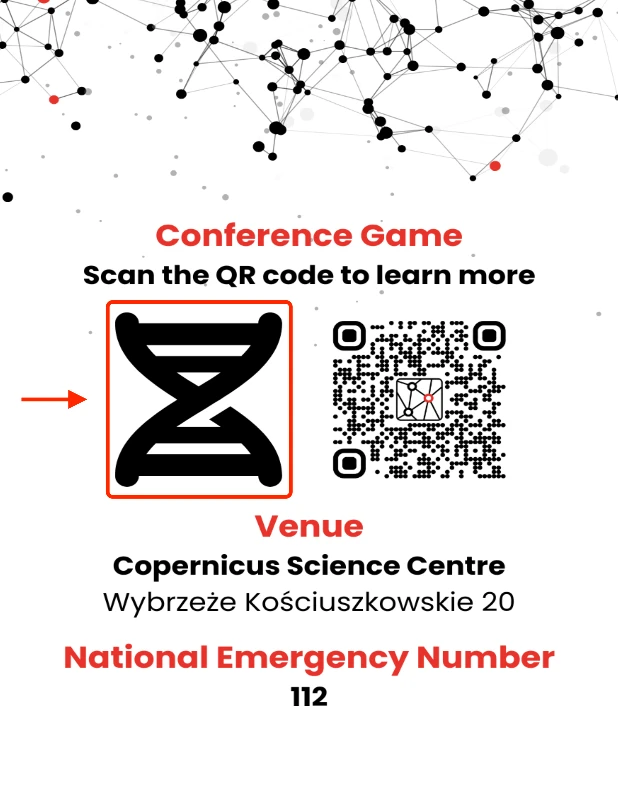 Conference Game
Scan the QR code to learn more
Venue
Copernicus Science Centre
Wybrzeże Kościuszkowskie 20
National Emergency Number
112